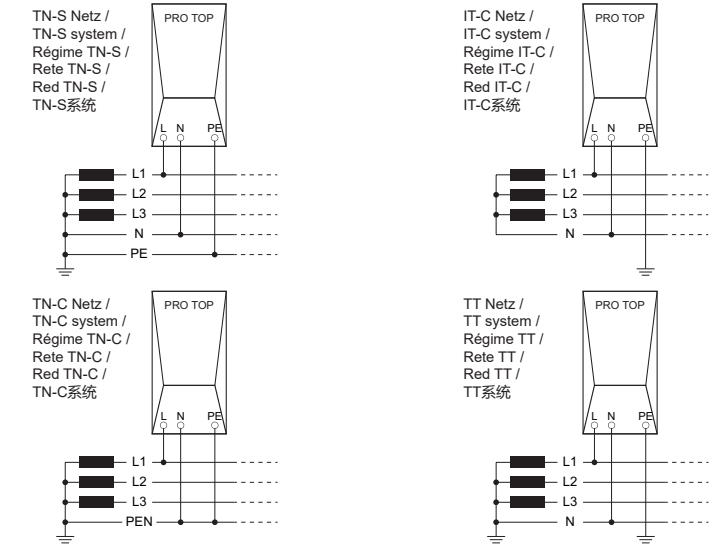 TN-S Netz /
TN-S system /
Régime TN-S /
Rete TN-S /
Red TN-S /
TN-S系统
PRO TOP
L N PE
L1
L2
L3
N
PE
IT-C Netz /
IT-C system /
Régime IT-C /
Rete IT-C /
Red IT-C /
IT-C系统
PRO TOP
L N PE
L1
L2
L3
N
TN-C Netz /
TN-C system /
Régime TN-C /
Rete TN-C /
Red TN-C /
TN-C系统
PRO TOP
L N PE
L1
L2
L3
PEN
TT Netz /
TT system /
Régime TT /
Rete TT /
Red TT /
TT系统
PRO TOP
L N PE
L1
L2
L3
N